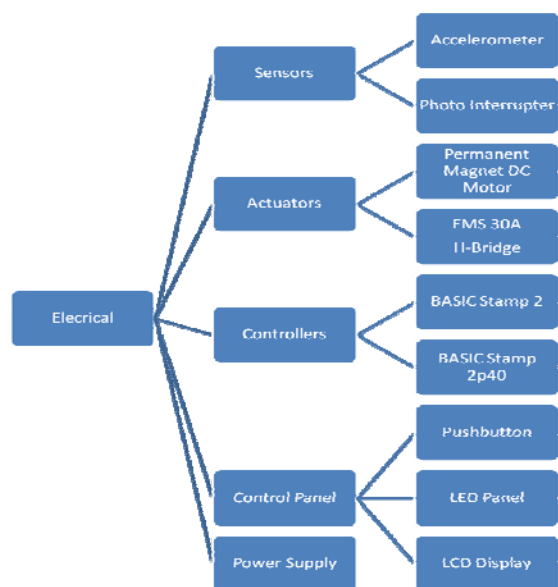 Elecrical
Sensors
Accelerometer
Photo Interrupter
Actuators
Permanent
Magnet DC
Motor
EMS 30A
H-Bridge
Controllers
BASIC Stamp 2
BASIC Stamp
2p40
Control Panel
Pushbutton
LED Panel
LCD Display
Power Supply